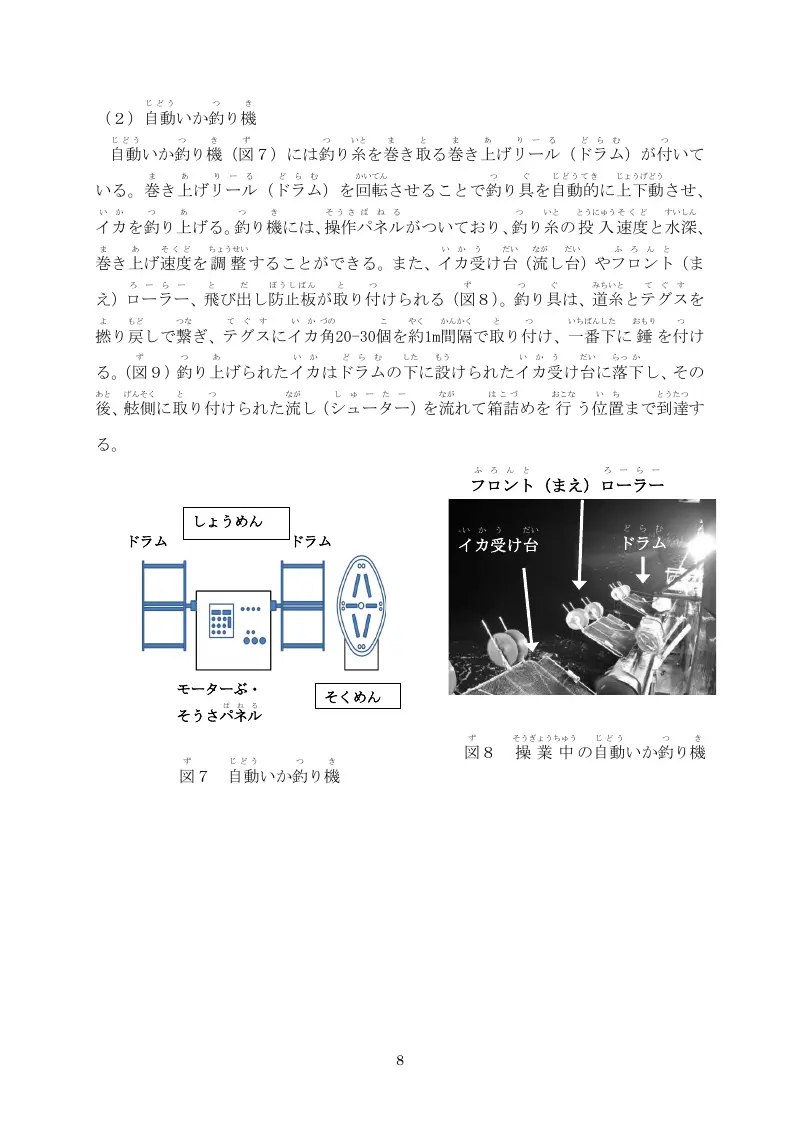 （２）自動いか釣り機
自動いか釣り機（図７）には釣り糸を巻き取る巻き上げリール（ドラム）が付いて
いる。巻き上げリール（ドラム）を回転させることで釣り具を自動的に上下動させ、
イカを釣り上げる。釣り機には、操作パネルがついており、釣り糸の投入速度と水深、
巻き上げ速度を調整することができる。また、イカ受け台（流し台）やフロント（ま
え）ローラー、飛び出し防止板が取り付けられる（図８）。釣り具は、道糸とテグスを
撚り戻しで繋ぎ、テグスにイカ角20-30個を約1m間隔で取り付け、一番下に錘を付け
る。（図９）釣り上げられたイカはドラムの下に設けられたイカ受け台に落下し、その
後、舷側に取り付けられた流し（シューター）を流れて箱詰めを行う位置まで到達す
る。
フロント（まえ）ローラー
イカ受け台
ドラム
しょうめん
ドラム
ドラム
モーターぶ・
そうさパネル
そくめん
図８　操業中の自動いか釣り機
図７　自動いか釣り機
8